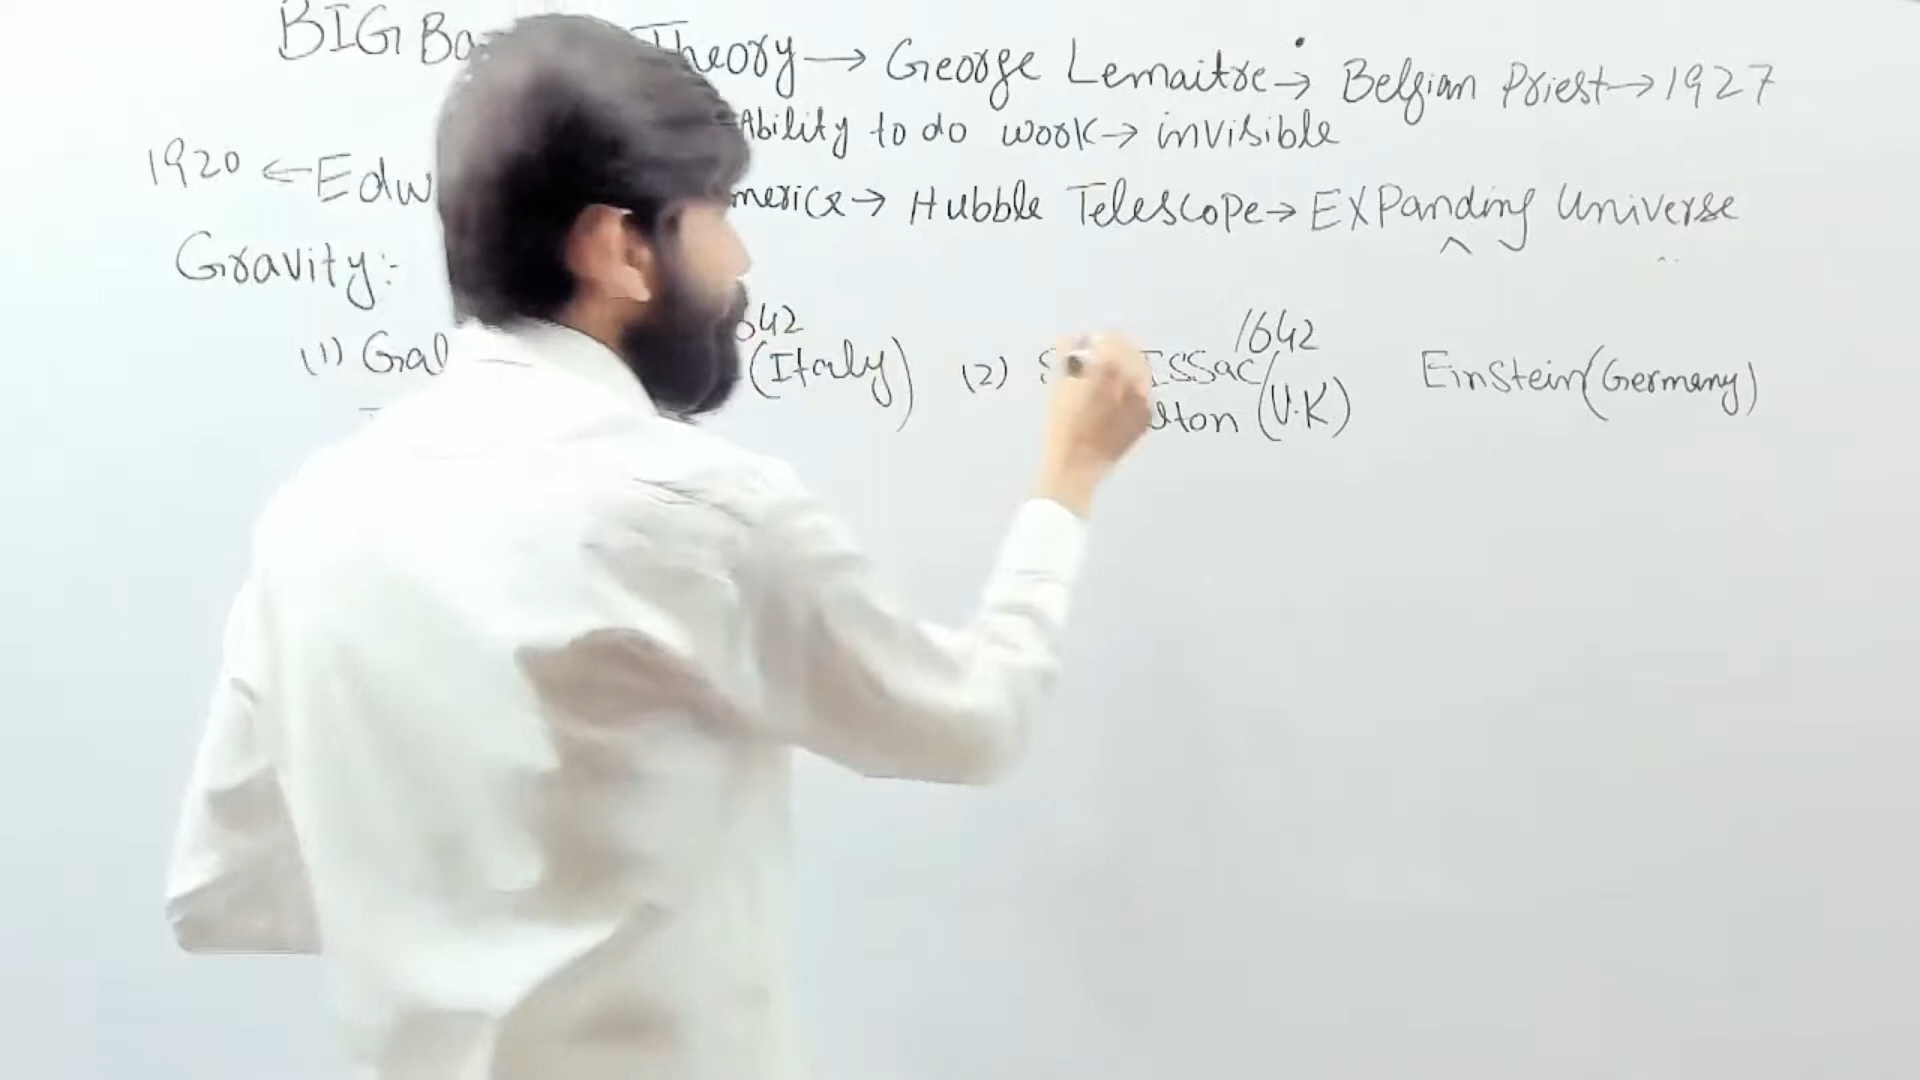 BIG Ba Theory → George Lemaitre → Belgian Priest → 1927
Ability to do work → invisible
1920 ← Edw merica → Hubble Telescope → EXPanding Universe
Gravity:-
642 1642
(1) Gal (Italy) (2) S ISSac Einstein (Germany)
ton (U.K)